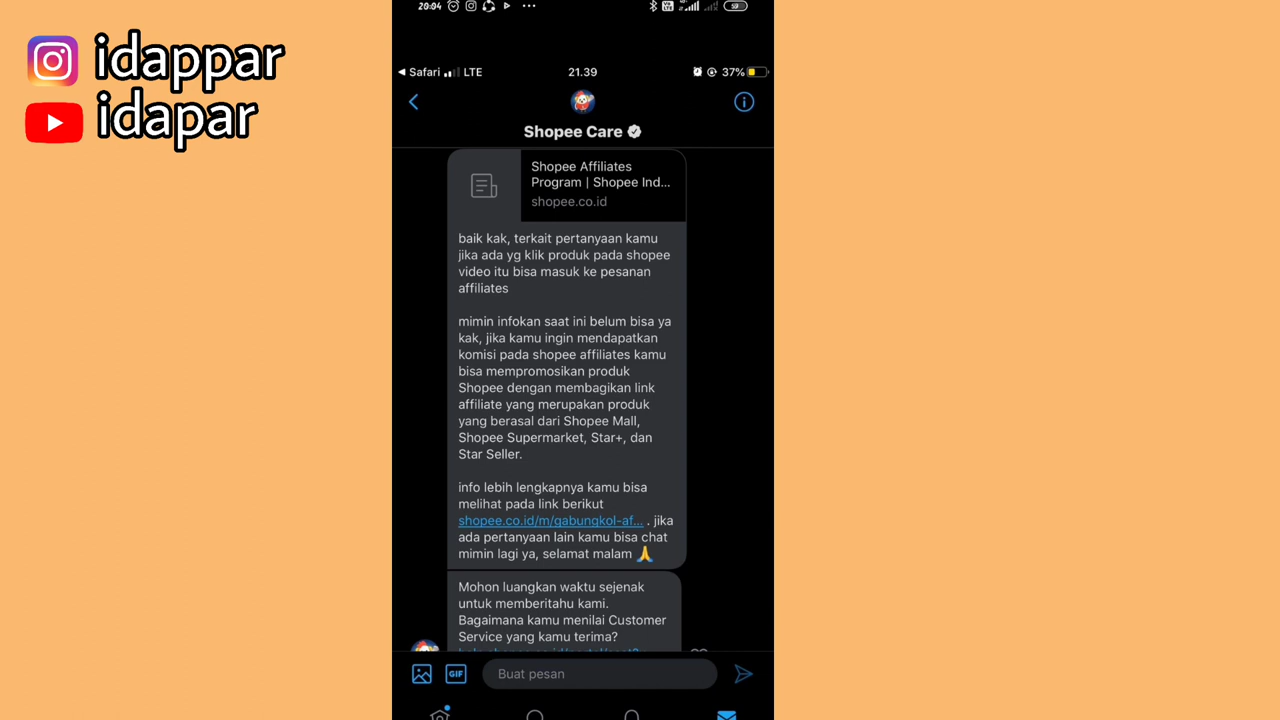 idappar
idapar
20:04
Safari LTE
21.39
37%
Shopee Care
Shopee Affiliates
Program | Shopee Ind...
shopee.co.id
baik kak, terkait pertanyaan kamu
jika ada yg klik produk pada shopee
video itu bisa masuk ke pesanan
affiliates
mimin infokan saat ini belum bisa ya
kak, jika kamu ingin mendapatkan
komisi pada shopee affiliates kamu
bisa mempromosikan produk
Shopee dengan membagikan link
affiliate yang merupakan produk
yang berasal dari Shopee Mall,
Shopee Supermarket, Star+, dan
Star Seller.
info lebih lengkapnya kamu bisa
melihat pada link berikut
shopee.co.id/m/gabungkol-af... . jika
ada pertanyaan lain kamu bisa chat
mimin lagi ya, selamat malam 🙏
Mohon luangkan waktu sejenak
untuk memberitahu kami.
Bagaimana kamu menilai Customer
Service yang kamu terima?
GIF
Buat pesan